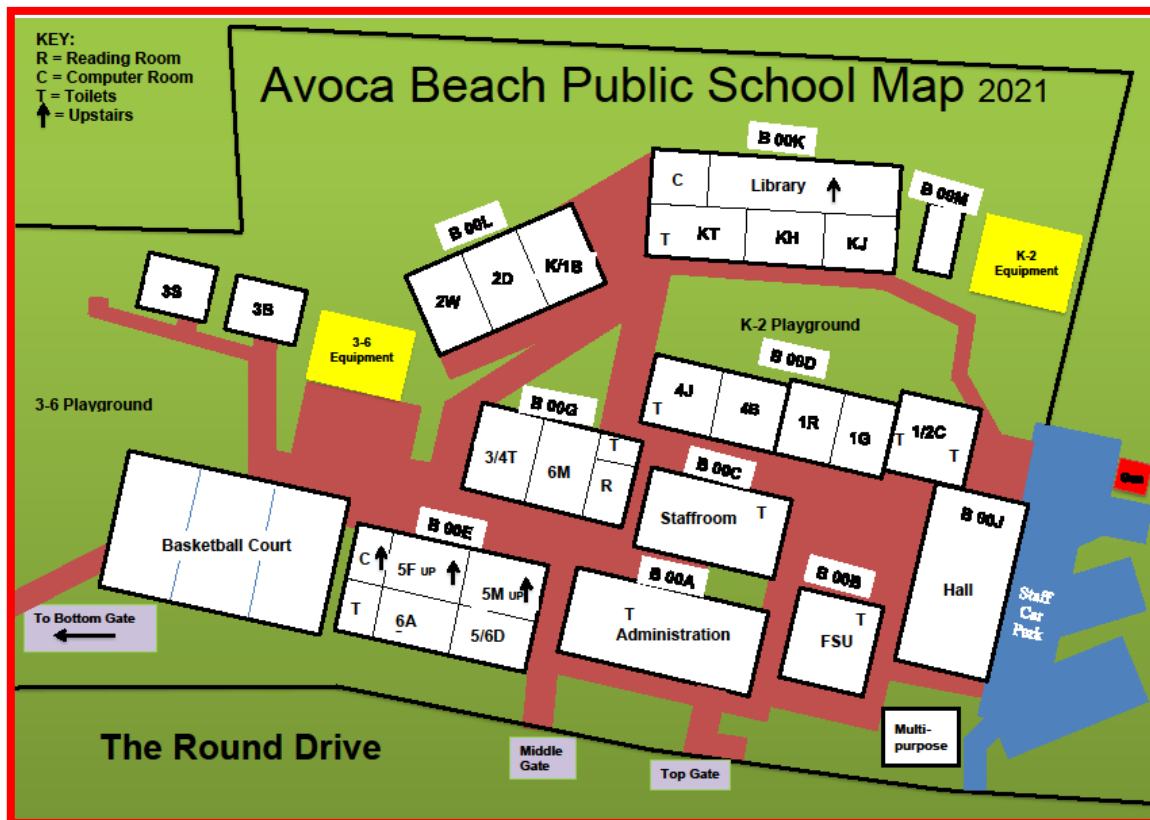 KEY:
R = Reading Room
C = Computer Room
T = Toilets
= Upstairs
Avoca Beach Public School Map 2021
B 00K
C
Library
B 00M
T
KT
KH
KJ
K-2
Equipment
B 00L
2W
2D
K/1B
3S
3B
3-6
Equipment
K-2 Playground
3-6 Playground
B 00D
4J
T
4B
1R
1G
1/2C
T
T
B 00G
3/4T
6M
T
R
B 00C
Staffroom
T
B 00J
Hall
Staff
Car
Park
Basketball Court
B 00E
C
5F UP
5M UP
T
6A
5/6D
B 00A
T
Administration
B 00B
T
FSU
To Bottom Gate
Multi-
purpose
The Round Drive
Middle
Gate
Top Gate